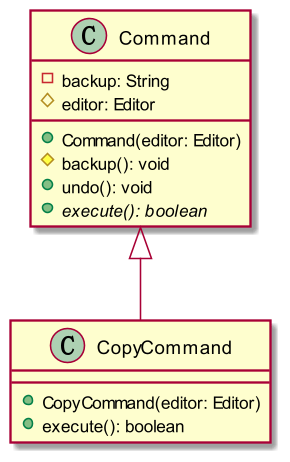 C Command
backup: String
editor: Editor
Command(editor: Editor)
backup(): void
undo(): void
execute(): boolean
C CopyCommand
CopyCommand(editor: Editor)
execute(): boolean